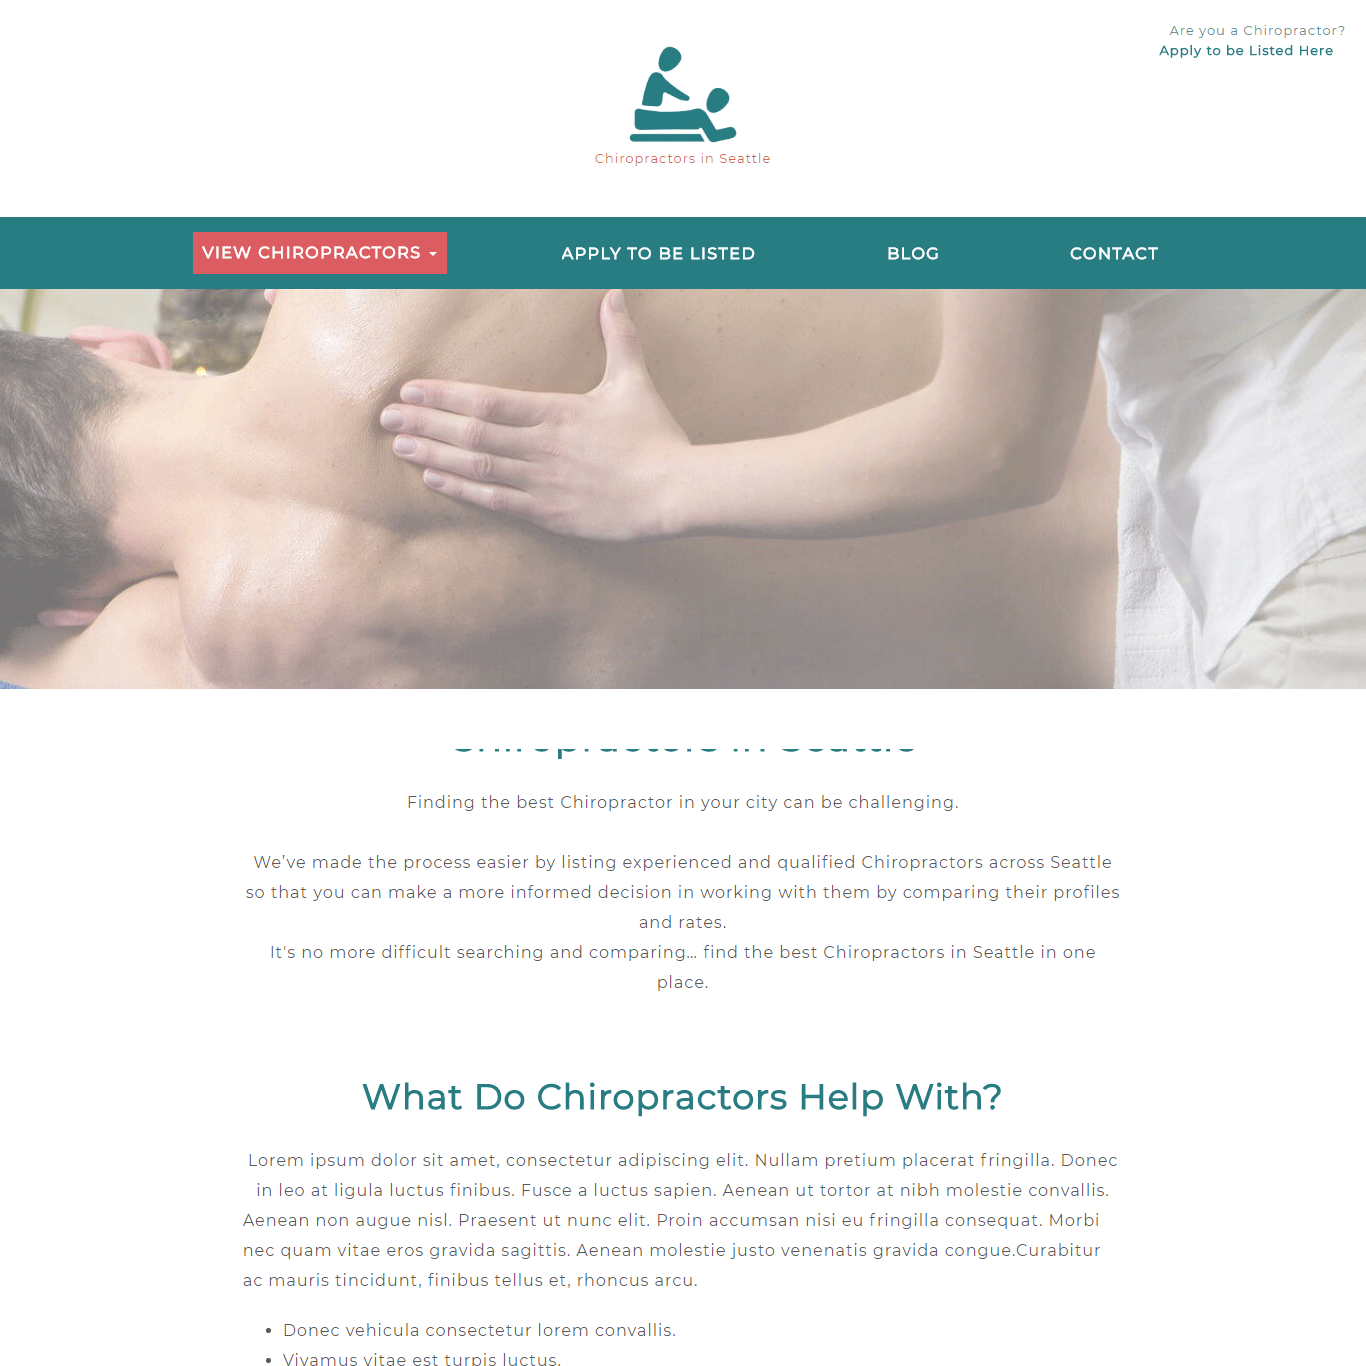 Are you a Chiropractor?
Apply to be Listed Here
Chiropractors in Seattle
VIEW CHIROPRACTORS
APPLY TO BE LISTED
BLOG
CONTACT
Chiropractors in Seattle
Finding the best Chiropractor in your city can be challenging.
We’ve made the process easier by listing experienced and qualified Chiropractors across Seattle
so that you can make a more informed decision in working with them by comparing their profiles
and rates.
It's no more difficult searching and comparing… find the best Chiropractors in Seattle in one
place.
What Do Chiropractors Help With?
Lorem ipsum dolor sit amet, consectetur adipiscing elit. Nullam pretium placerat fringilla. Donec
in leo at ligula luctus finibus. Fusce a luctus sapien. Aenean ut tortor at nibh molestie convallis.
Aenean non augue nisl. Praesent ut nunc elit. Proin accumsan nisi eu fringilla consequat. Morbi
nec quam vitae eros gravida sagittis. Aenean molestie justo venenatis gravida congue.Curabitur
ac mauris tincidunt, finibus tellus et, rhoncus arcu.
• Donec vehicula consectetur lorem convallis.
• Vivamus vitae est turpis luctus.